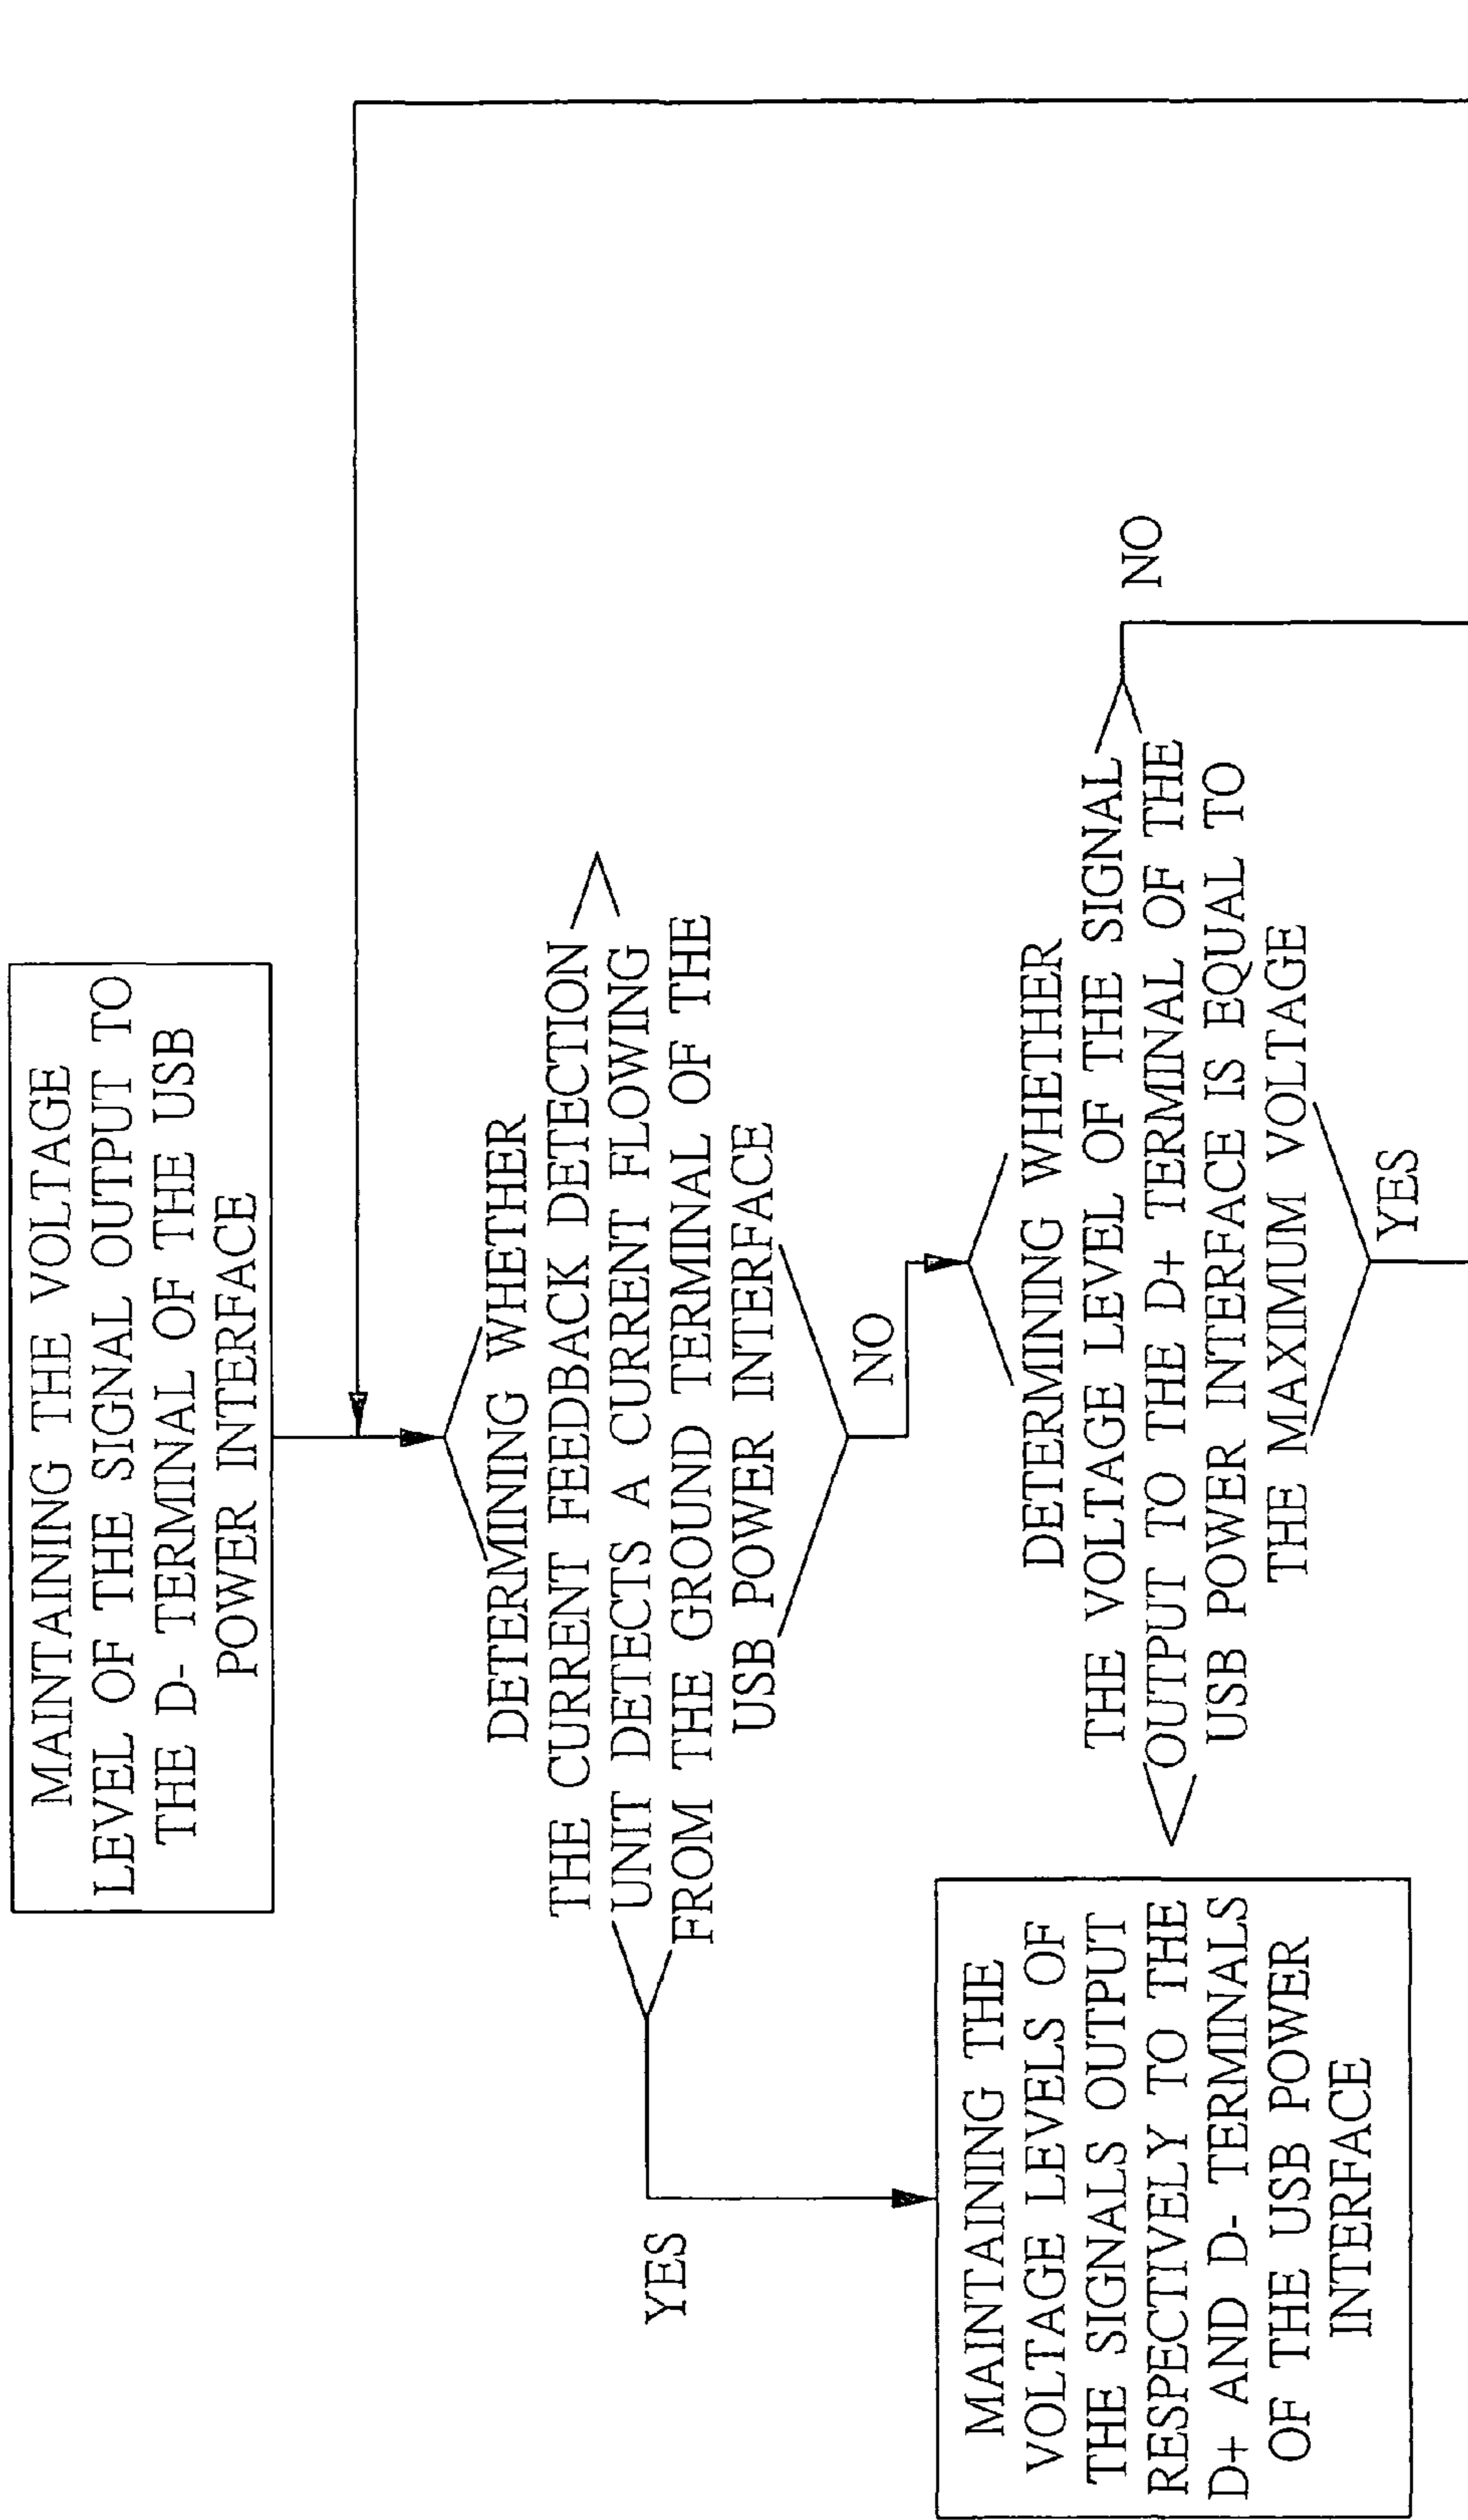 MAINTAINING THE VOLTAGE
LEVEL OF THE SIGNAL OUTPUT TO
THE D- TERMINAL OF THE USB
POWER INTERFACE
DETERMINING WHETHER
THE CURRENT FEEDBACK DETECTION
UNIT DETECTS A CURRENT FLOWING
FROM THE GROUND TERMINAL OF THE
USB POWER INTERFACE
YES
NO
MAINTAINING THE
VOLTAGE LEVELS OF
THE SIGNALS OUTPUT
RESPECTIVELY TO THE
D+ AND D- TERMINALS
OF THE USB POWER
INTERFACE
DETERMINING WHETHER
THE VOLTAGE LEVEL OF THE SIGNAL
OUTPUT TO THE D+ TERMINAL OF THE
USB POWER INTERFACE IS EQUAL TO
THE MAXIMUM VOLTAGE
NO
YES